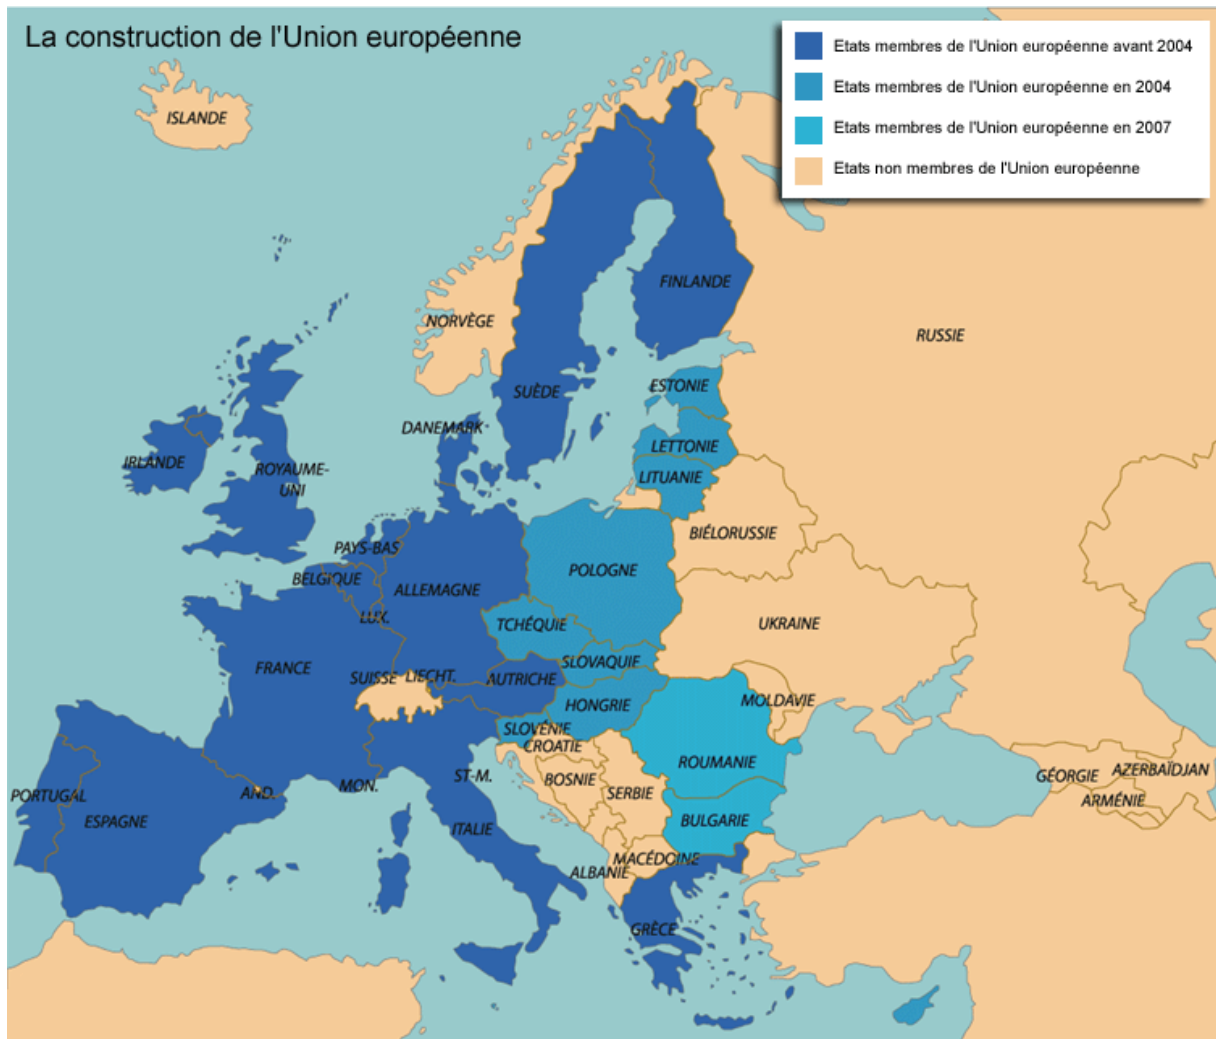 La construction de l'Union européenne
Etats membres de l'Union européenne avant 2004
Etats membres de l'Union européenne en 2004
Etats membres de l'Union européenne en 2007
Etats non membres de l'Union européenne
ISLANDE
FINLANDE
NORVÈGE
RUSSIE
SUÈDE
ESTONIE
DANEMARK
LETTONIE
IRLANDE
ROYAUME-
UNI
LITUANIE
BIÉLORUSSIE
PAYS-BAS
BELGIQUE
ALLEMAGNE
POLOGNE
LUX.
TCHÉQUIE
UKRAINE
FRANCE
SLOVAQUIE
SUISSE
LIECHT.
AUTRICHE
HONGRIE
MOLDAVIE
SLOVÉNIE
CROATIE
ROUMANIE
ST-M.
BOSNIE
SERBIE
GÉORGIE
AZERBAÏDJAN
ARMÉNIE
PORTUGAL
ESPAGNE
AND.
MON.
ITALIE
BULGARIE
MACÉDOINE
ALBANIE
GRÈCE